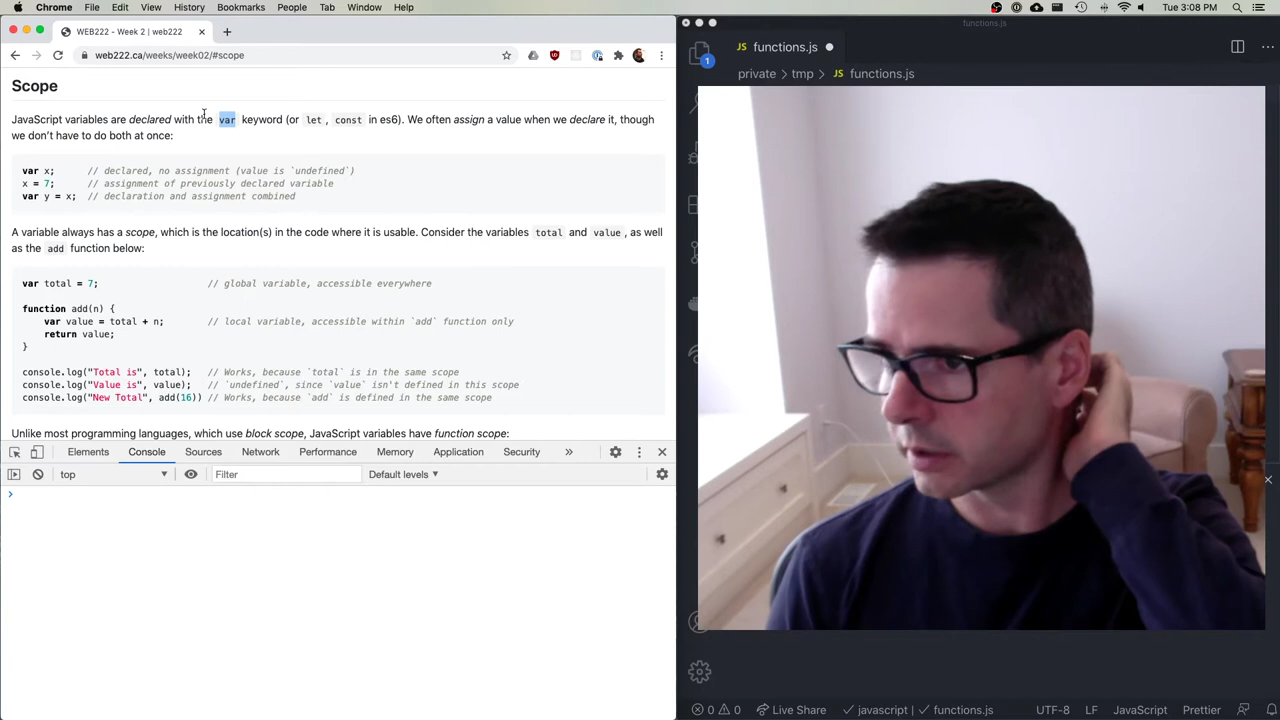 Chrome File Edit View History Bookmarks People Tab Window Help
Tue 3:08 PM
WEB222 - Week 2 | web222
web222.ca/weeks/week02/#scope
Scope
JavaScript variables are declared with the var keyword (or let, const in es6). We often assign a value when we declare it, though
we don’t have to do both at once:
var x; // declared, no assignment (value is `undefined`)
x = 7; // assignment of previously declared variable
var y = x; // declaration and assignment combined
A variable always has a scope, which is the location(s) in the code where it is usable. Consider the variables total and value, as well
as the add function below:
var total = 7; // global variable, accessible everywhere
function add(n) {
var value = total + n; // local variable, accessible within `add` function only
return value;
}
console.log("Total is", total); // Works, because `total` is in the same scope
console.log("Value is", value); // `undefined`, since `value` isn't defined in this scope
console.log("New Total", add(16)) // Works, because `add` is defined in the same scope
Unlike most programming languages, which use block scope, JavaScript variables have function scope:
Elements Console Sources Network Performance Memory Application Security »
top Filter Default levels
functions.js
JS functions.js
1
private > tmp > JS functions.js
0 0 Live Share javascript | functions.js UTF-8 LF JavaScript Prettier